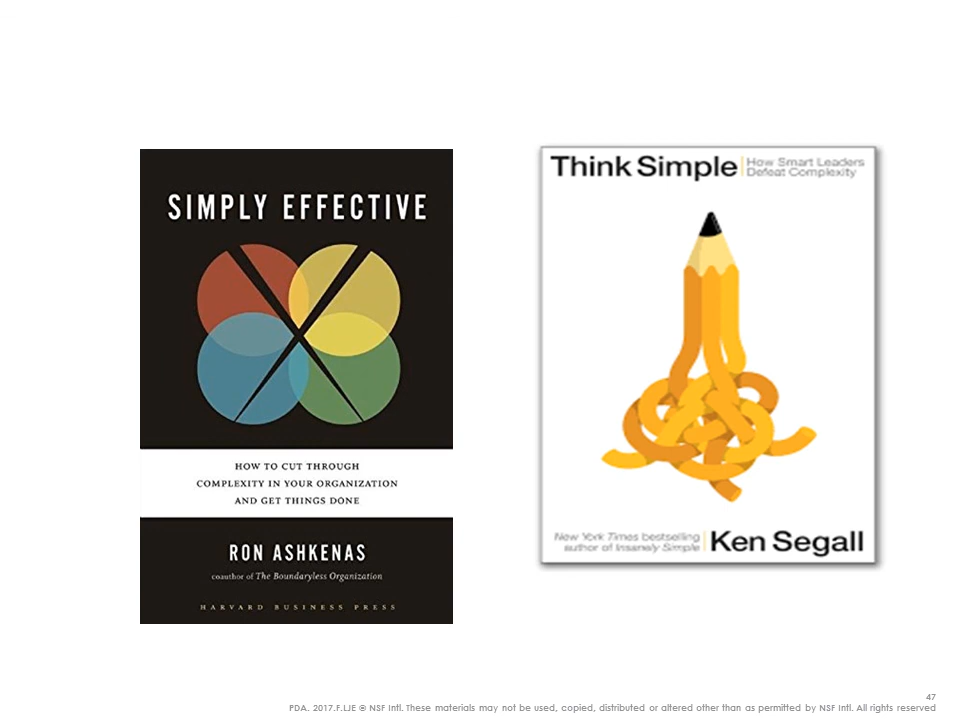 SIMPLY EFFECTIVE
HOW TO CUT THROUGH
COMPLEXITY IN YOUR ORGANIZATION
AND GET THINGS DONE
RON ASHKENAS
coauthor of The Boundaryless Organization
HARVARD BUSINESS PRESS
Think Simple
How Smart Leaders
Defeat Complexity
New York Times bestselling
author of Insanely Simple
Ken Segall
47
PDA. 2017.F.LJE ® NSF Intl. These materials may not be used, copied, distributed or altered other than as permitted by NSF Intl. All rights reserved